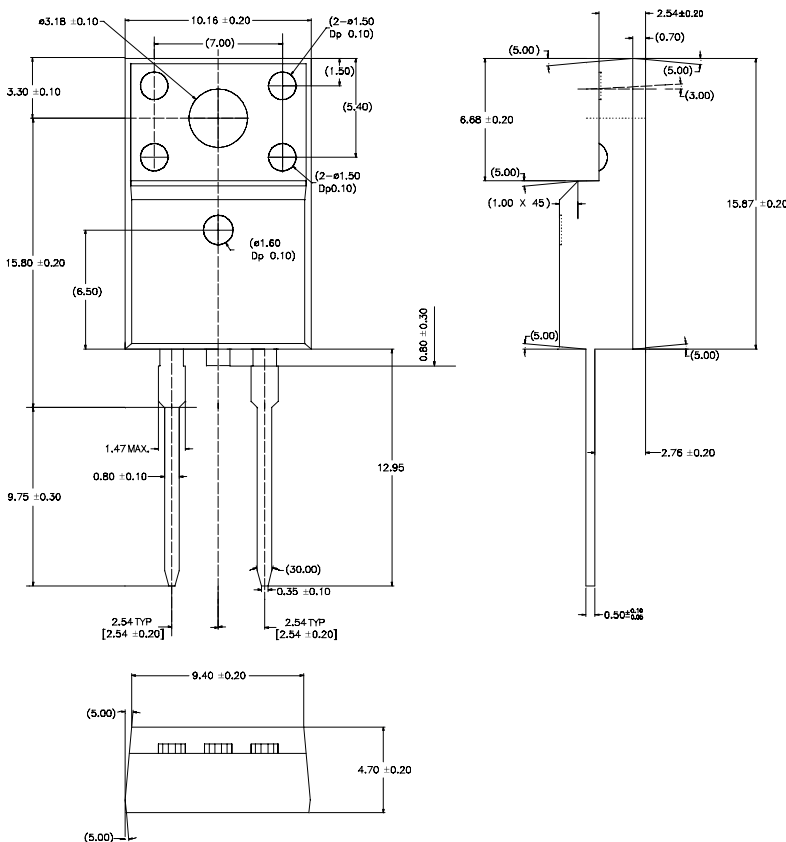 10.16 ±0.20
ø3.18 ±0.10
(2-ø1.50
Dp 0.10)
(7.00)
(1.50)
(5.40)
3.30 ±0.10
(2-ø1.50
Dp0.10)
15.80 ±0.20
(6.50)
(ø1.60
Dp 0.10)
0.80 ±0.30
1.47 MAX.
0.80 ±0.10
9.75 ±0.30
12.95
(30.00)
0.35 ±0.10
2.54 TYP
[2.54 ±0.20]
2.54 TYP
[2.54 ±0.20]
2.54±0.20
(0.70)
(5.00)
(5.00)
(3.00)
6.68 ±0.20
(5.00)
(1.00 X 45)
15.87 ±0.20
(5.00)
(5.00)
2.76 ±0.20
0.50+0.10
-0.05
9.40 ±0.20
(5.00)
4.70 ±0.20
(5.00)